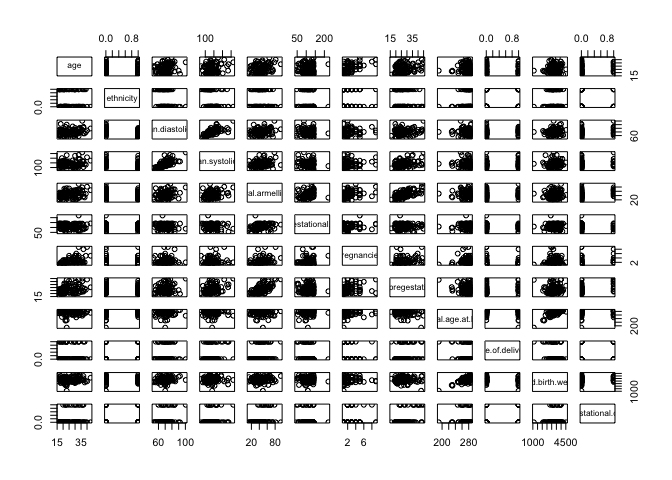 0.0 0.8 100 50 200 15 35 0.0 0.8 0.0 0.8
age
15
0.0
ethnicity
n.diastoli
60
100
an.systoli
al.armelli
20
50
estational
regnancie
2
15
pregestati
al.age.at.l
200
0.0
e.of.delive
d.birth.we
1000
0.0
stational.d
15 35 60 100 20 80 2 6 200 280 1000 4500